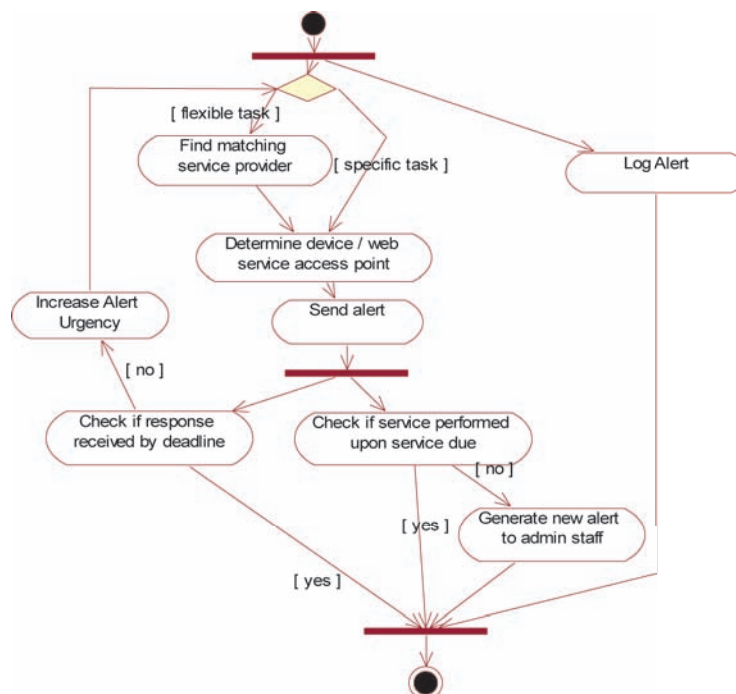 [ flexible task ]
Find matching
service provider
[ specific task ]
Log Alert
Determine device / web
service access point
Increase Alert
Urgency
Send alert
[ no ]
Check if response
received by deadline
Check if service performed
upon service due
[ no ]
[ yes ]
Generate new alert
to admin staff
[ yes ]